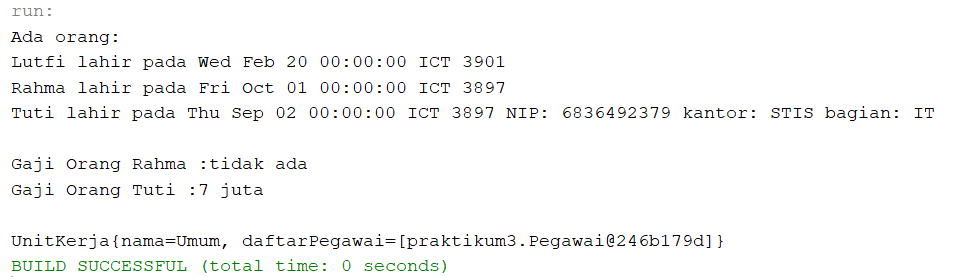 run:
Ada orang:
Lutfi lahir pada Wed Feb 20 00:00:00 ICT 3901
Rahma lahir pada Fri Oct 01 00:00:00 ICT 3897
Tuti lahir pada Thu Sep 02 00:00:00 ICT 3897 NIP: 6836492379 kantor: STIS bagian: IT
Gaji Orang Rahma :tidak ada
Gaji Orang Tuti :7 juta
UnitKerja{nama=Umum, daftarPegawai=[praktikum3.Pegawai@246b179d]}
BUILD SUCCESSFUL (total time: 0 seconds)